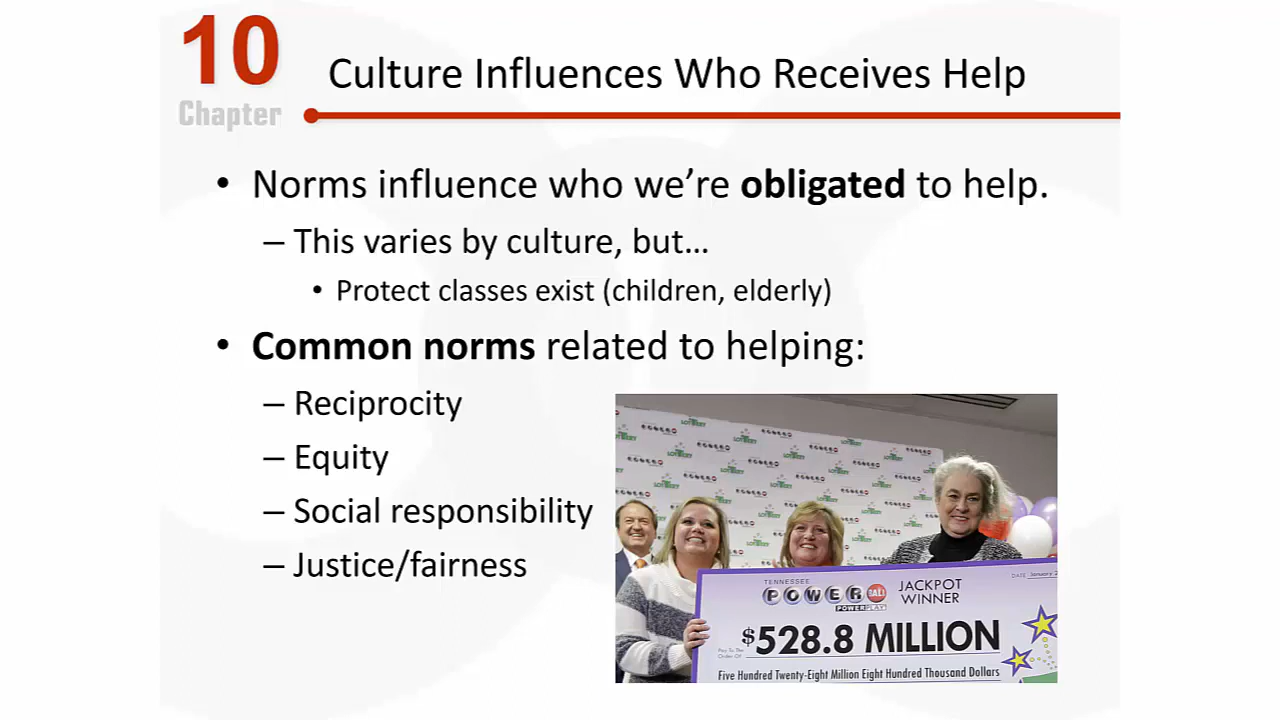 10
Chapter
Culture Influences Who Receives Help
• Norms influence who we’re obligated to help.
– This varies by culture, but…
• Protect classes exist (children, elderly)
• Common norms related to helping:
– Reciprocity
– Equity
– Social responsibility
– Justice/fairness
TENNESSEE
POWERBALL
POWERPLAY
JACKPOT
WINNER
DATE January
Pay To The
Order Of
$528.8 MILLION
Five Hundred Twenty-Eight Million Eight Hundred Thousand Dollars